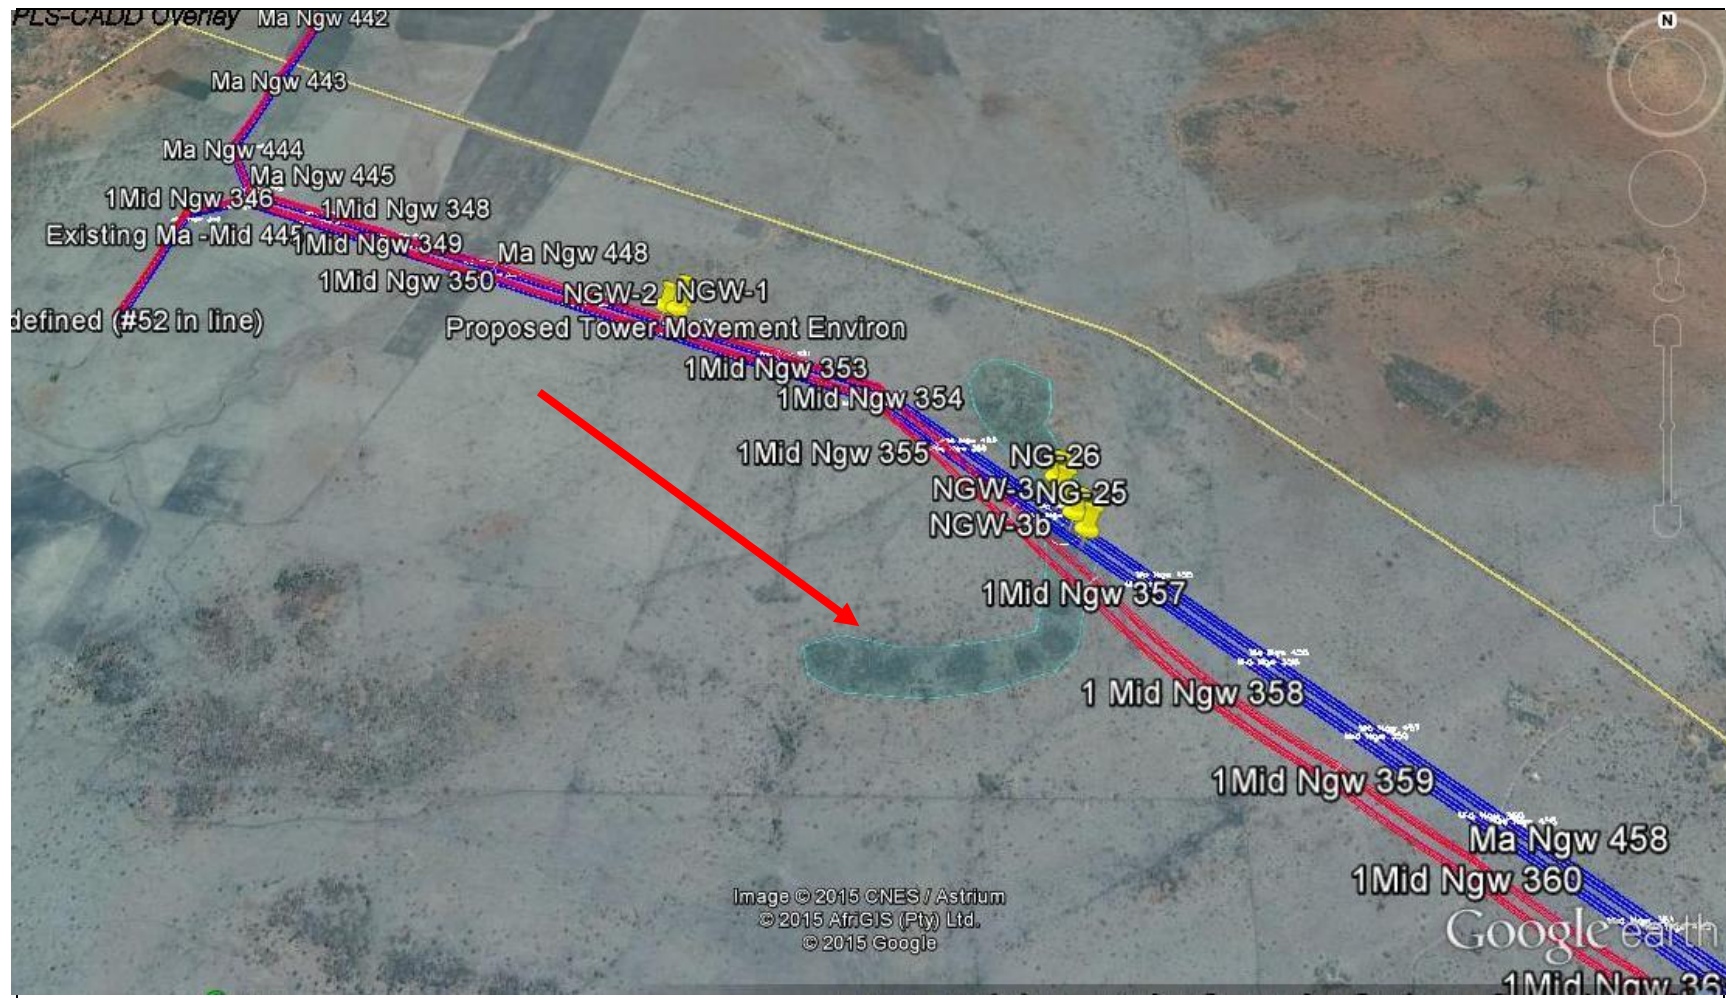 PLS-CADD Overlay
Ma Ngw 442
N
Ma Ngw 443
Ma Ngw 444
Ma Ngw 445
1Mid Ngw 346
1Mid Ngw 348
Existing Ma -Mid 445
1Mid Ngw 349
Ma Ngw 448
1Mid Ngw 350
NGW-2
NGW-1
defined (#52 in line)
Proposed Tower Movement Environ
1Mid Ngw 353
1Mid Ngw 354
1Mid Ngw 355
NG-26
NGW-3
NG-25
NGW-3b
1Mid Ngw 357
1 Mid Ngw 358
1Mid Ngw 359
Ma Ngw 458
1Mid Ngw 360
Image © 2015 CNES / Astrium
© 2015 AfriGIS (Pty) Ltd.
© 2015 Google
Google earth
1Mid Ngw 36